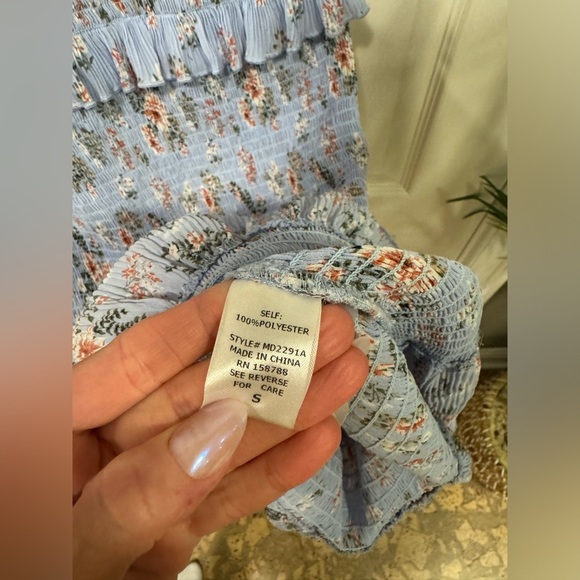 SELF:
100%POLYESTER
STYLE# MD2291A
MADE IN CHINA
RN 158788
SEE REVERSE
FOR CARE
S